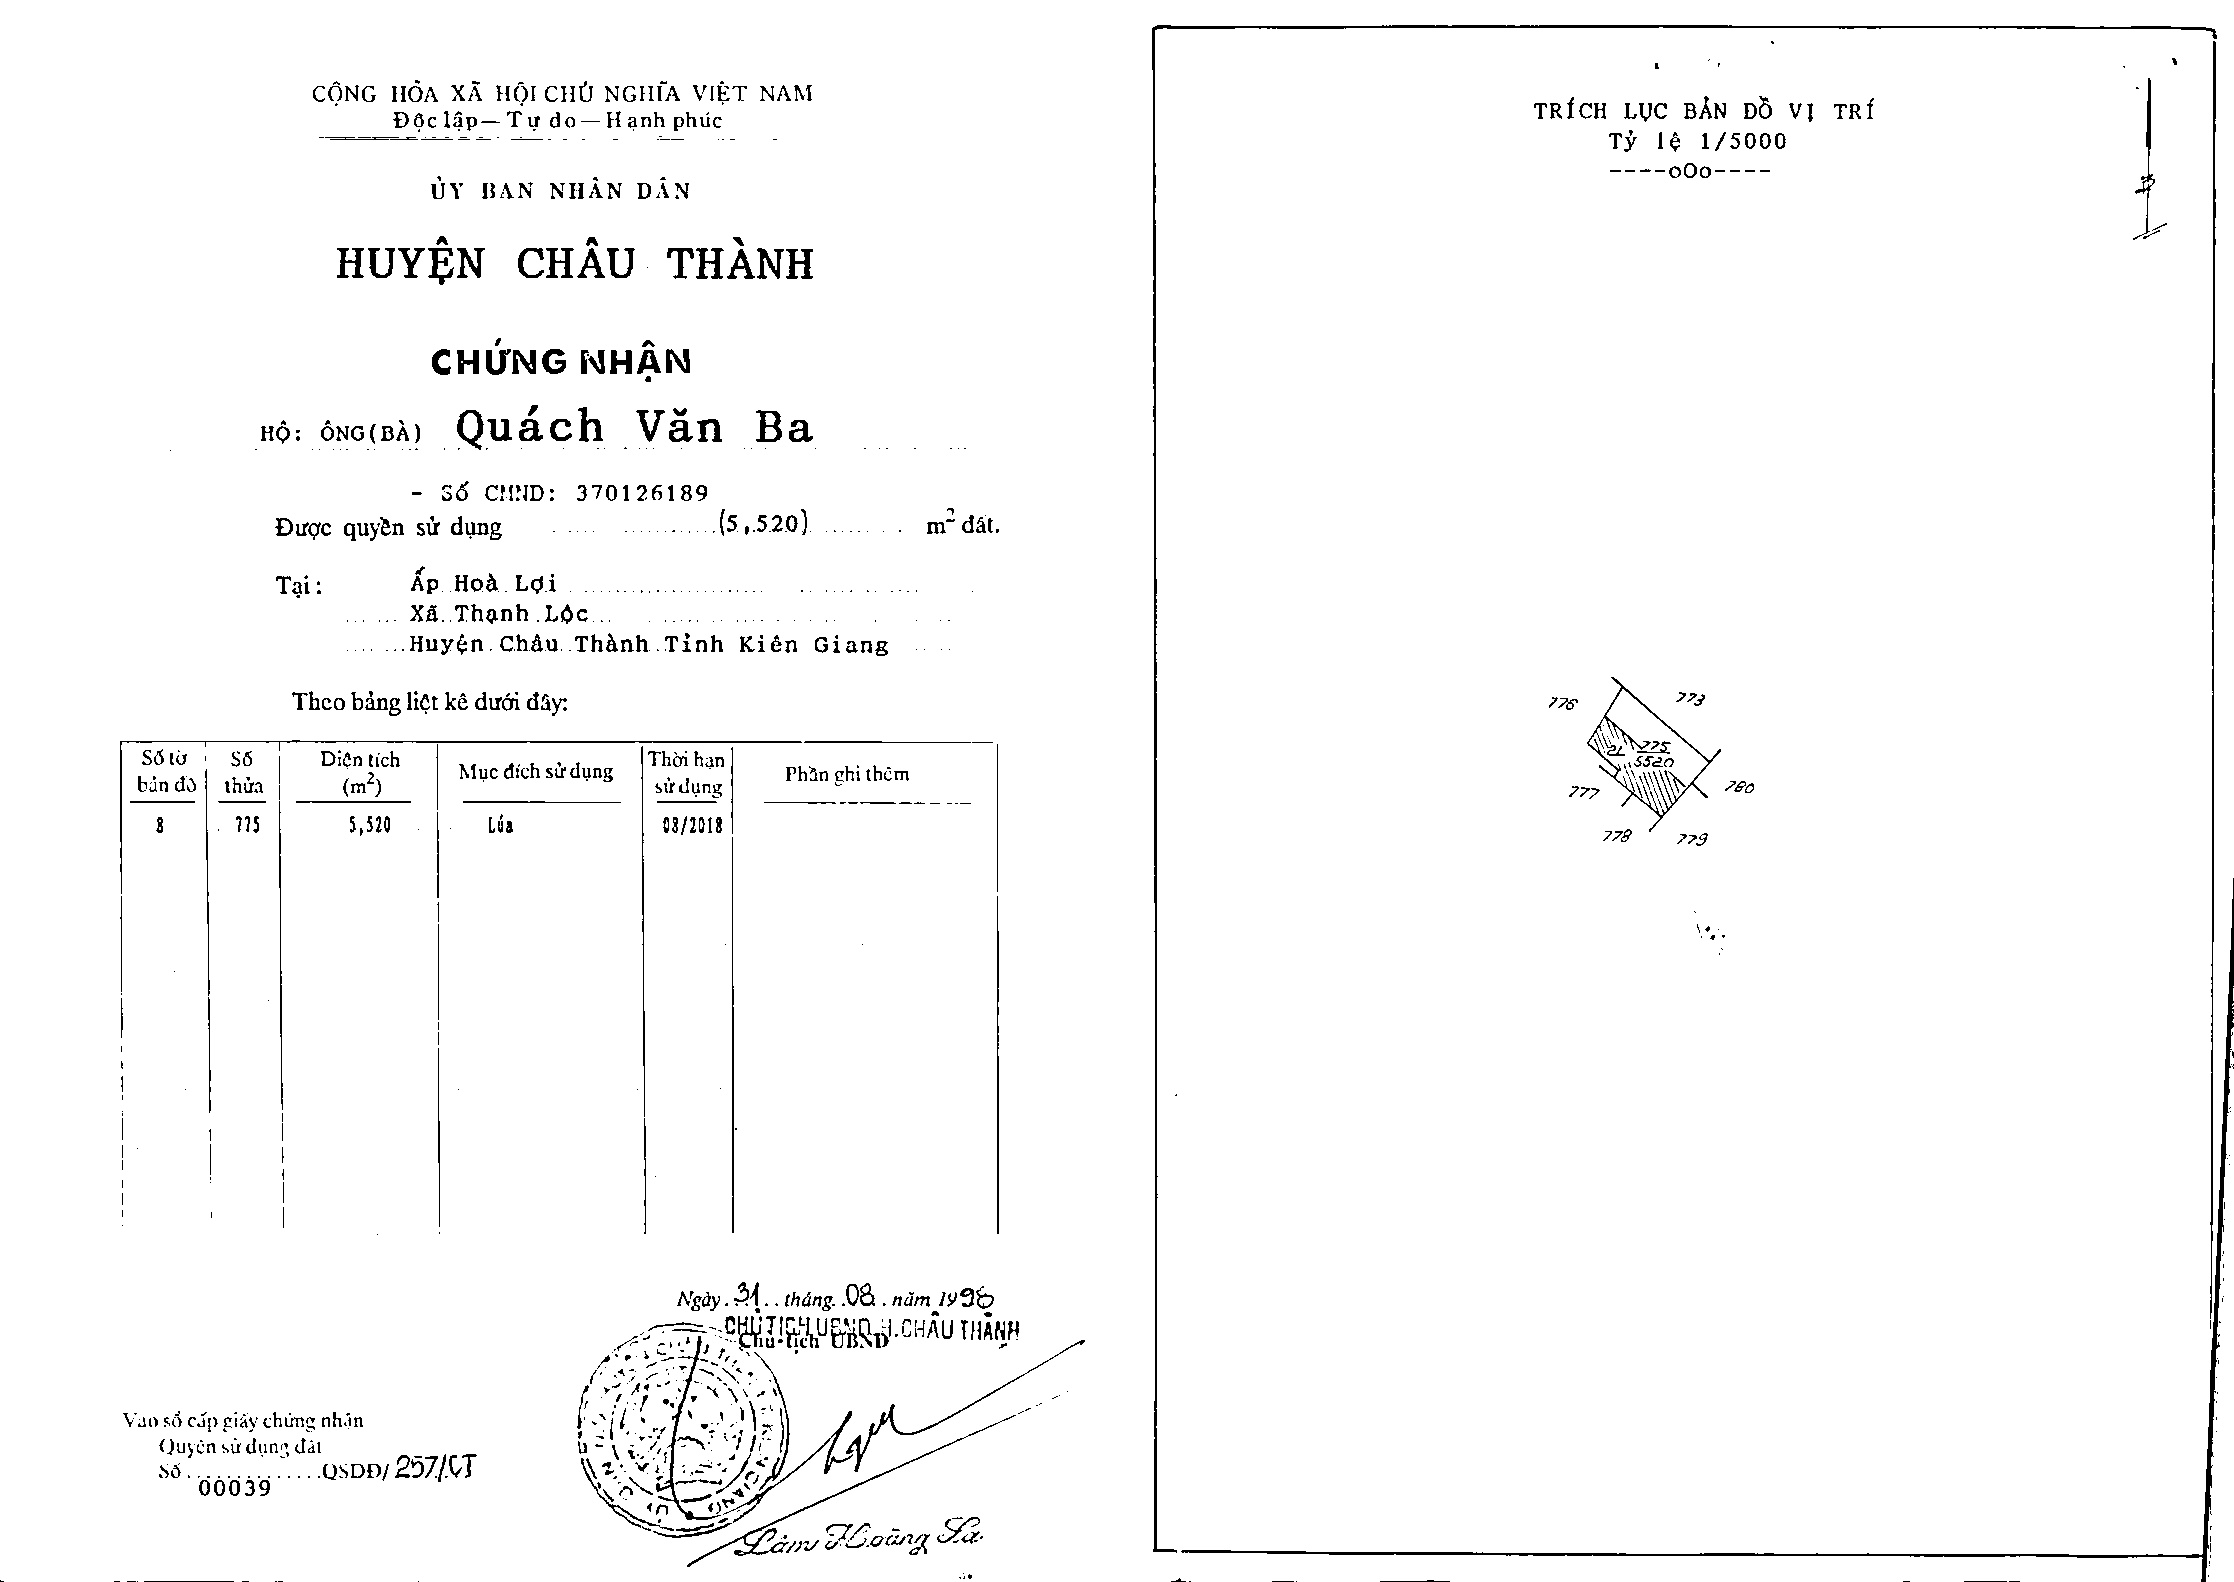 CỘNG HÒA XÃ HỘI CHỦ NGHĨA VIỆT NAM
Độc lập — Tự do — Hạnh phúc
ỦY BAN NHÂN DÂN
HUYỆN CHÂU THÀNH
CHỨNG NHẬN
HỘ: ÔNG(BÀ) Quách Văn Ba
- Số CMND: 370126189
Được quyền sử dụng (5,520) m² đất.
Tại: Ấp Hoà Lợi
Xã Thạnh Lộc
Huyện Châu Thành Tỉnh Kiên Giang
Theo bảng liệt kê dưới đây:
Số tờ bản đồ Số thửa Diện tích (m²) Mục đích sử dụng Thời hạn sử dụng Phần ghi thêm
8 775 5,520 Lúa 08/2018
Ngày 31 tháng 08 năm 1998
CHỦ TỊCH UBND H. CHÂU THÀNH
Chủ tịch UBND
Vào sổ cấp giấy chứng nhận
Quyền sử dụng đất
Số 00039 QSDĐ/ 257/CT
Lâm Hoàng Sa
TRÍCH LỤC BẢN ĐỒ VỊ TRÍ
Tỷ lệ 1/5000
----oOo----
776
773
2L 775
5520
777
780
778
779